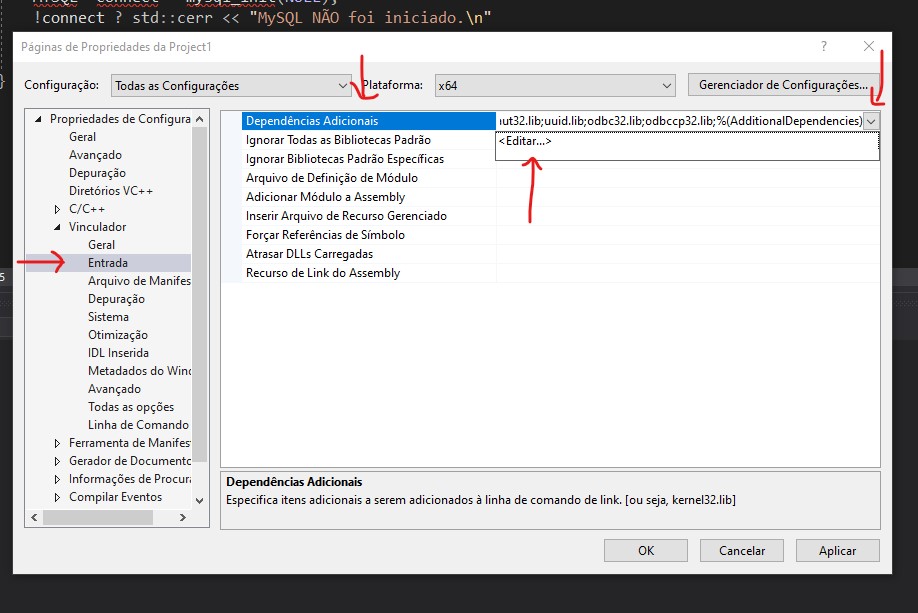 !connect ? std::cerr << "MySQL NÃO foi iniciado.\n"
Páginas de Propriedades da Project1
?
Configuração:
Todas as Configurações
Plataforma:
x64
Gerenciador de Configurações...
Propriedades de Configura
Geral
Avançado
Depuração
Diretórios VC++
C/C++
Vinculador
Geral
Entrada
Arquivo de Manifes
Depuração
Sistema
Otimização
IDL Inserida
Metadados do Wind
Avançado
Todas as opções
Linha de Comando
Ferramenta de Manifes
Gerador de Documento
Informações de Procura
Compilar Eventos
Dependências Adicionais
ut32.lib;uuid.lib;odbc32.lib;odbccp32.lib;%(AdditionalDependencies)
<Editar...>
Ignorar Todas as Bibliotecas Padrão
Ignorar Bibliotecas Padrão Específicas
Arquivo de Definição de Módulo
Adicionar Módulo a Assembly
Inserir Arquivo de Recurso Gerenciado
Forçar Referências de Símbolo
Atrasar DLLs Carregadas
Recurso de Link do Assembly
Dependências Adicionais
Especifica itens adicionais a serem adicionados à linha de comando de link. [ou seja, kernel32.lib]
OK
Cancelar
Aplicar